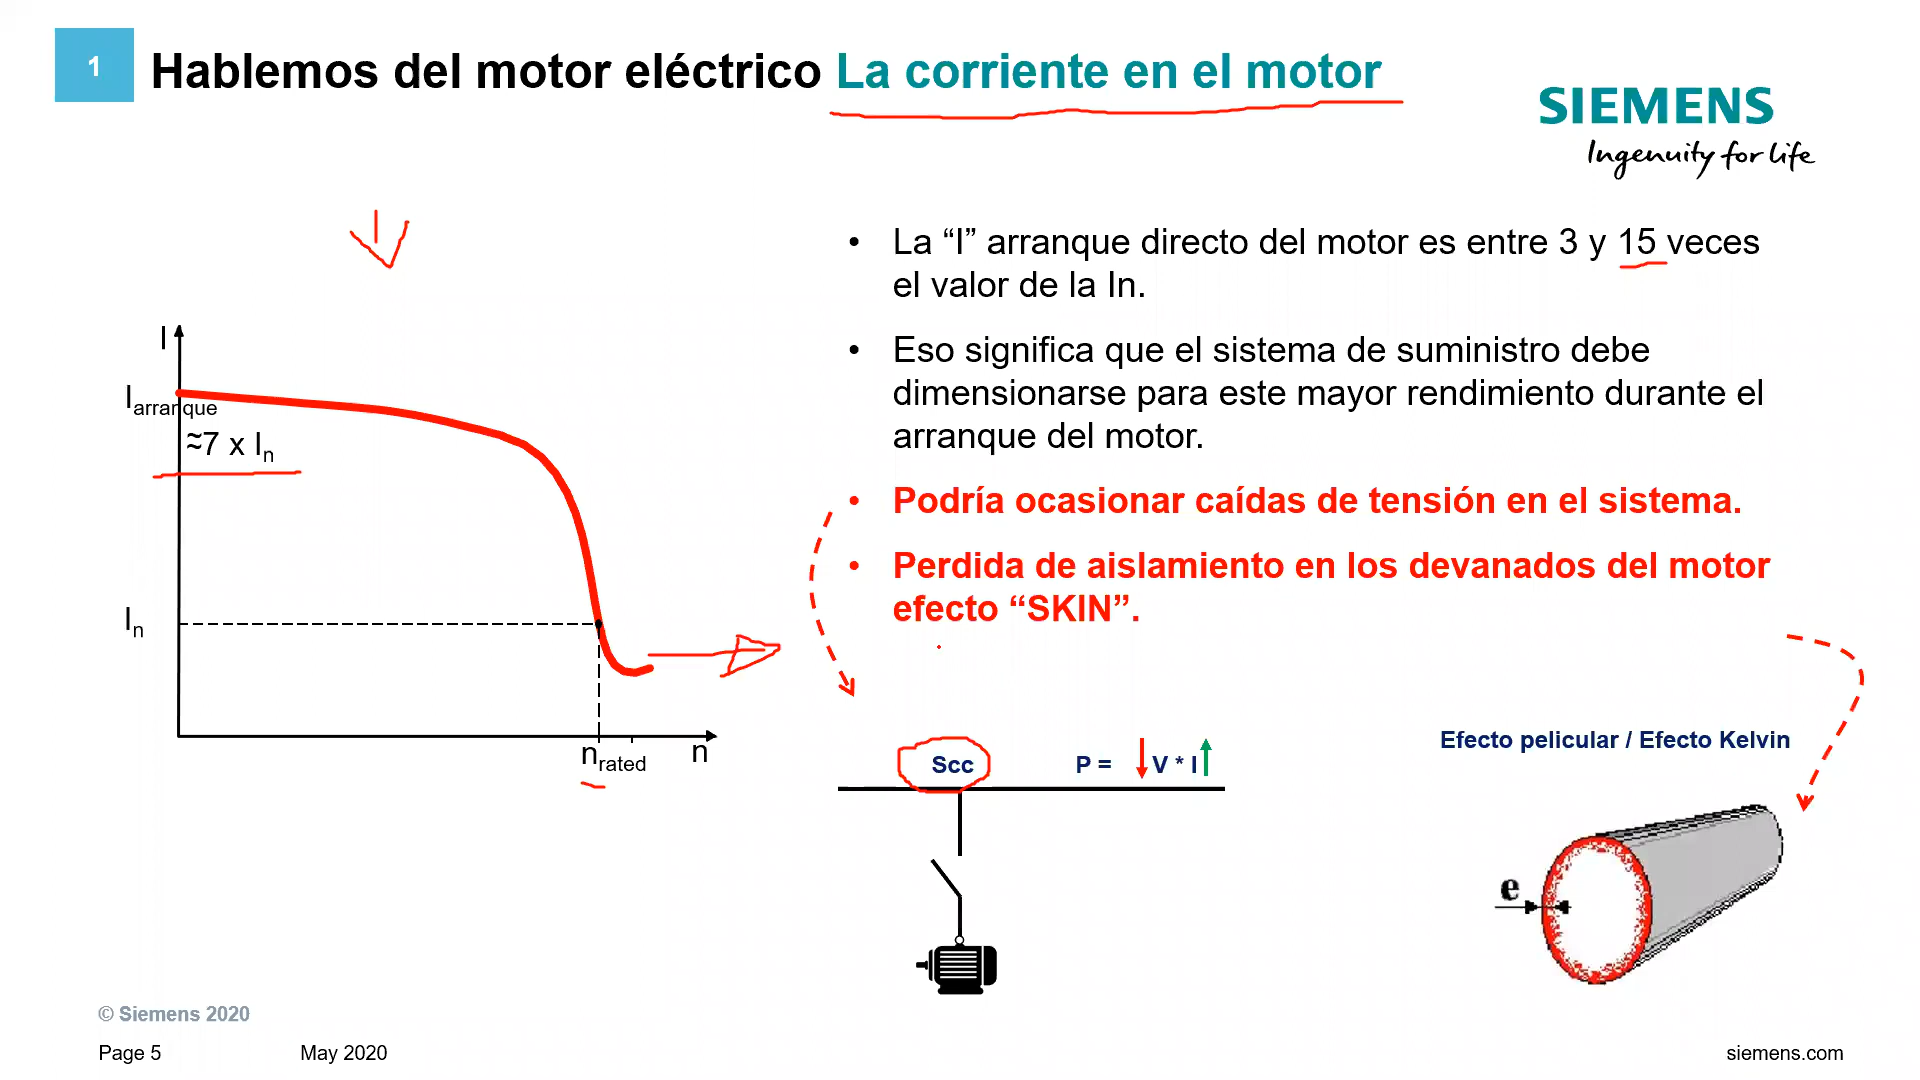 1
Hablemos del motor eléctrico La corriente en el motor
SIEMENS
Ingenuity for life
• La “I” arranque directo del motor es entre 3 y 15 veces
el valor de la In.
• Eso significa que el sistema de suministro debe
dimensionarse para este mayor rendimiento durante el
arranque del motor.
• Podría ocasionar caídas de tensión en el sistema.
• Perdida de aislamiento en los devanados del motor
efecto “SKIN”.
I
Iarranque
≈7 x In
In
nrated
n
Scc
P = V * I
Efecto pelicular / Efecto Kelvin
e
© Siemens 2020
Page 5
May 2020
siemens.com